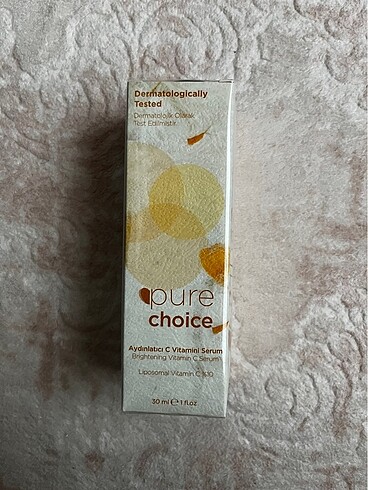 Dermatologically
Tested
Dermatolojik Olarak
Test Edilmiştir.
pure
choice
Aydınlatıcı C Vitamini Serum
Brightening Vitamin C Serum
Liposomal Vitamin C %10
30 ml ℮ 1 fl.oz